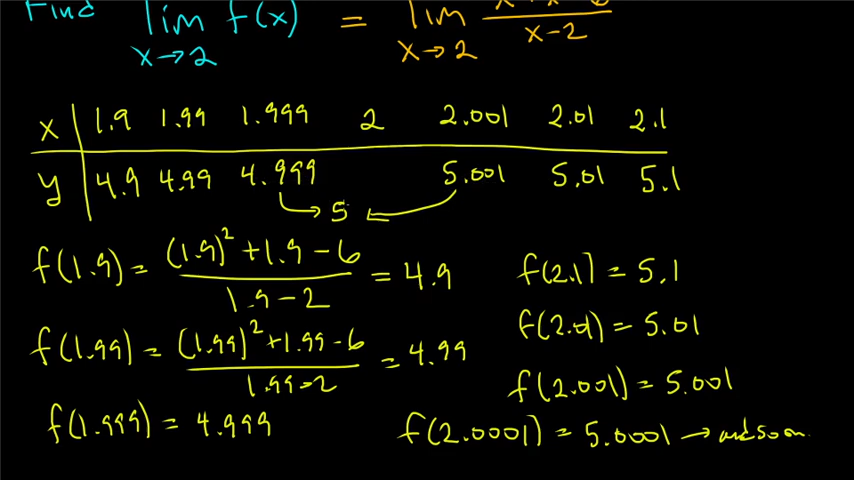 Find lim f(x) = lim x²+x-6
x→2 x→2 x-2
x | 1.9 1.99 1.999 2 2.001 2.01 2.1
y | 4.9 4.99 4.999 5.001 5.01 5.1
→ 5 ←
f(1.9) = (1.9)² + 1.9 - 6 / 1.9 - 2 = 4.9
f(2.1) = 5.1
f(1.99) = (1.99)² + 1.99 - 6 / 1.99 - 2 = 4.99
f(2.01) = 5.01
f(2.001) = 5.001
f(1.999) = 4.999
f(2.0001) = 5.0001 → and so on